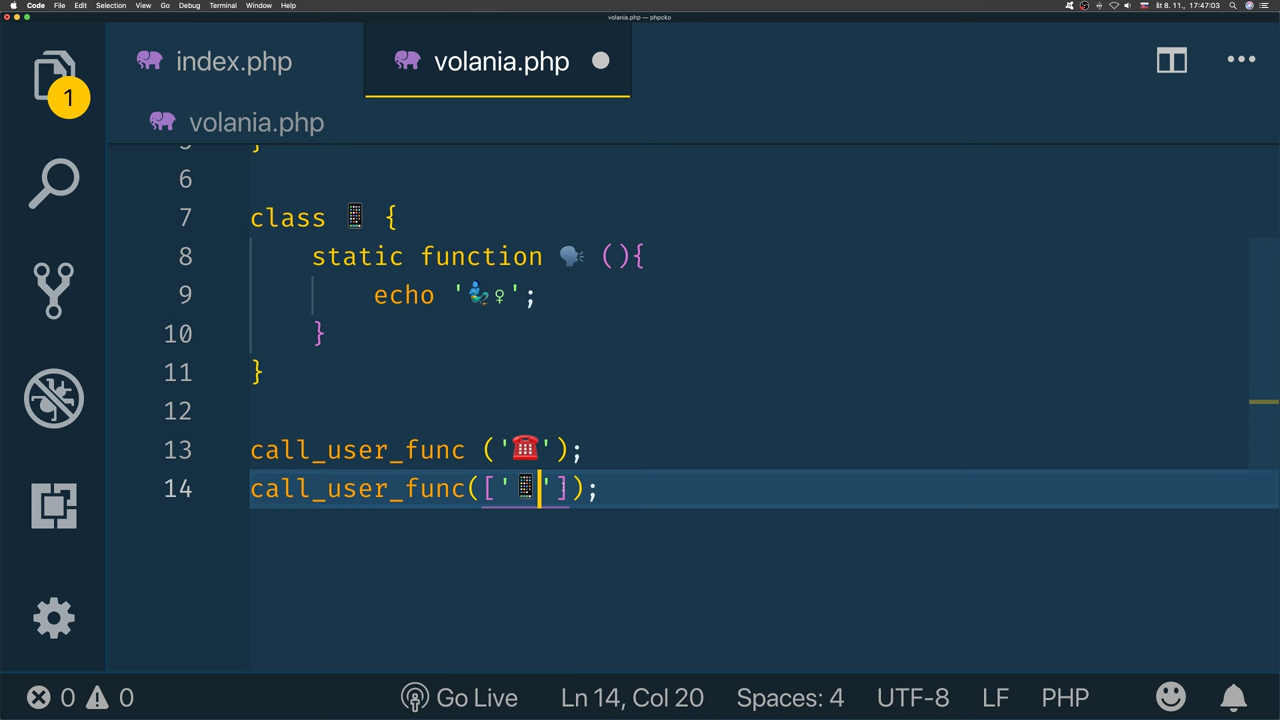 Code File Edit Selection View Go Debug Terminal Window Help št 8. 11., 17:47:03
volania.php — phpcko
index.php volania.php
1
volania.php
5 }
6
7 class 📱 {
8 static function 🗣 (){
9 echo '🧞♀';
10 }
11 }
12
13 call_user_func ('☎️');
14 call_user_func(['📱']);
0 0 Go Live Ln 14, Col 20 Spaces: 4 UTF-8 LF PHP